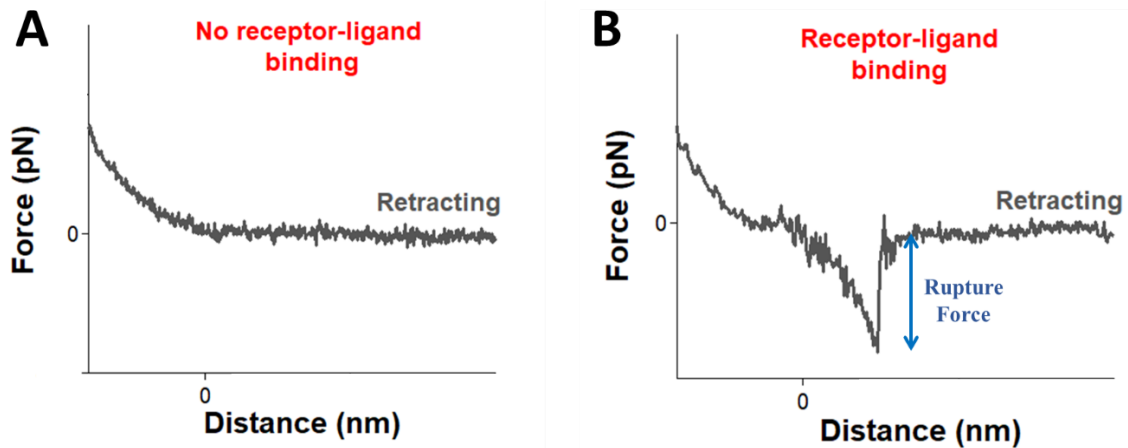 A
No receptor-ligand
binding
Force (pN)
0
Retracting
0
Distance (nm)
B
Receptor-ligand
binding
Force (pN)
0
Retracting
Rupture
Force
0
Distance (nm)